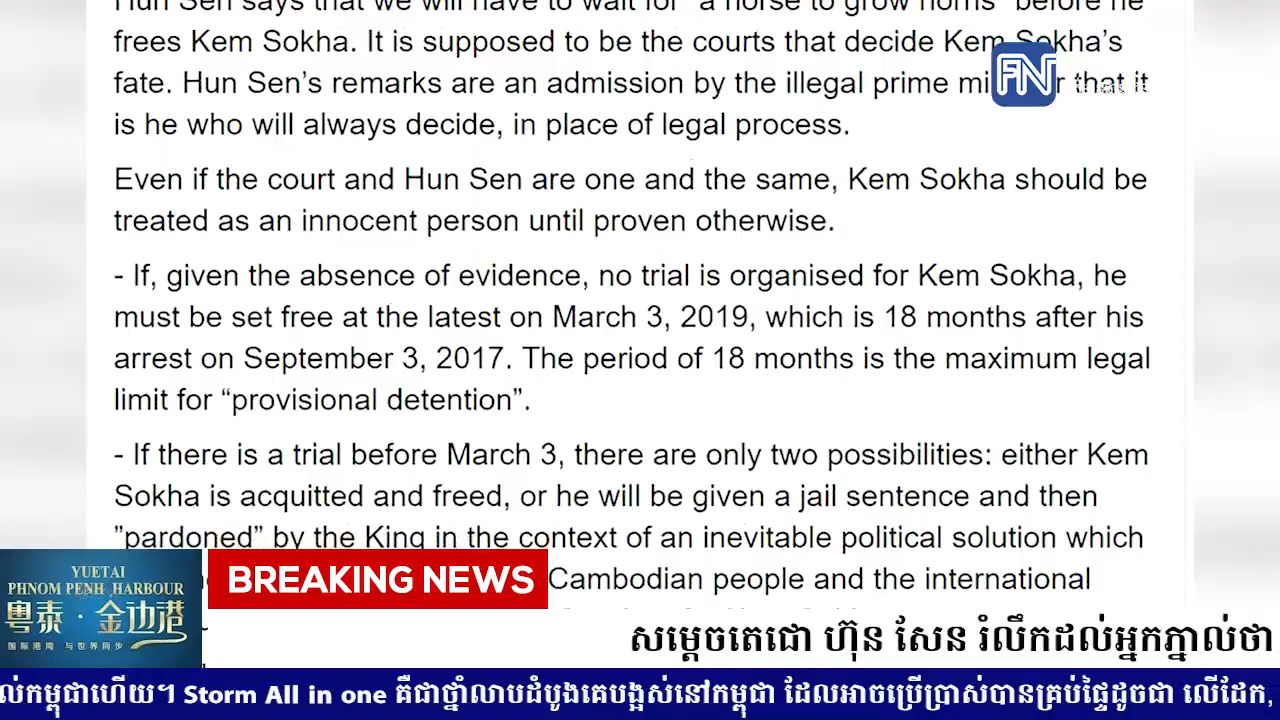 Hun Sen says that we will have to wait for "a horse to grow horns" before he
frees Kem Sokha. It is supposed to be the courts that decide Kem Sokha's
fate. Hun Sen's remarks are an admission by the illegal prime that it
is he who will always decide, in place of legal process.
Even if the court and Hun Sen are one and the same, Kem Sokha should be
treated as an innocent person until proven otherwise.
- If, given the absence of evidence, no trial is organised for Kem Sokha, he
must be set free at the latest on March 3, 2019, which is 18 months after his
arrest on September 3, 2017. The period of 18 months is the maximum legal
limit for “provisional detention”.
- If there is a trial before March 3, there are only two possibilities: either Kem
Sokha is acquitted and freed, or he will be given a jail sentence and then
”pardoned” by the King in the context of an inevitable political solution which
Cambodian people and the international
FN
YUETAI
PHNOM PENH HARBOUR
粤泰·金边港
国际港湾 与世界同步
BREAKING NEWS
សម្តេចតេជោ ហ៊ុន សែន រំលឹកដល់អ្នកភ្នាល់ថា
ល់កម្ពុជាហើយ។ Storm All in one គឺជាថ្នាំលាបដំបូងគេបង្អស់នៅកម្ពុជា ដែលអាចប្រើប្រាស់បានគ្រប់ផ្ទៃដូចជា លើដែក,